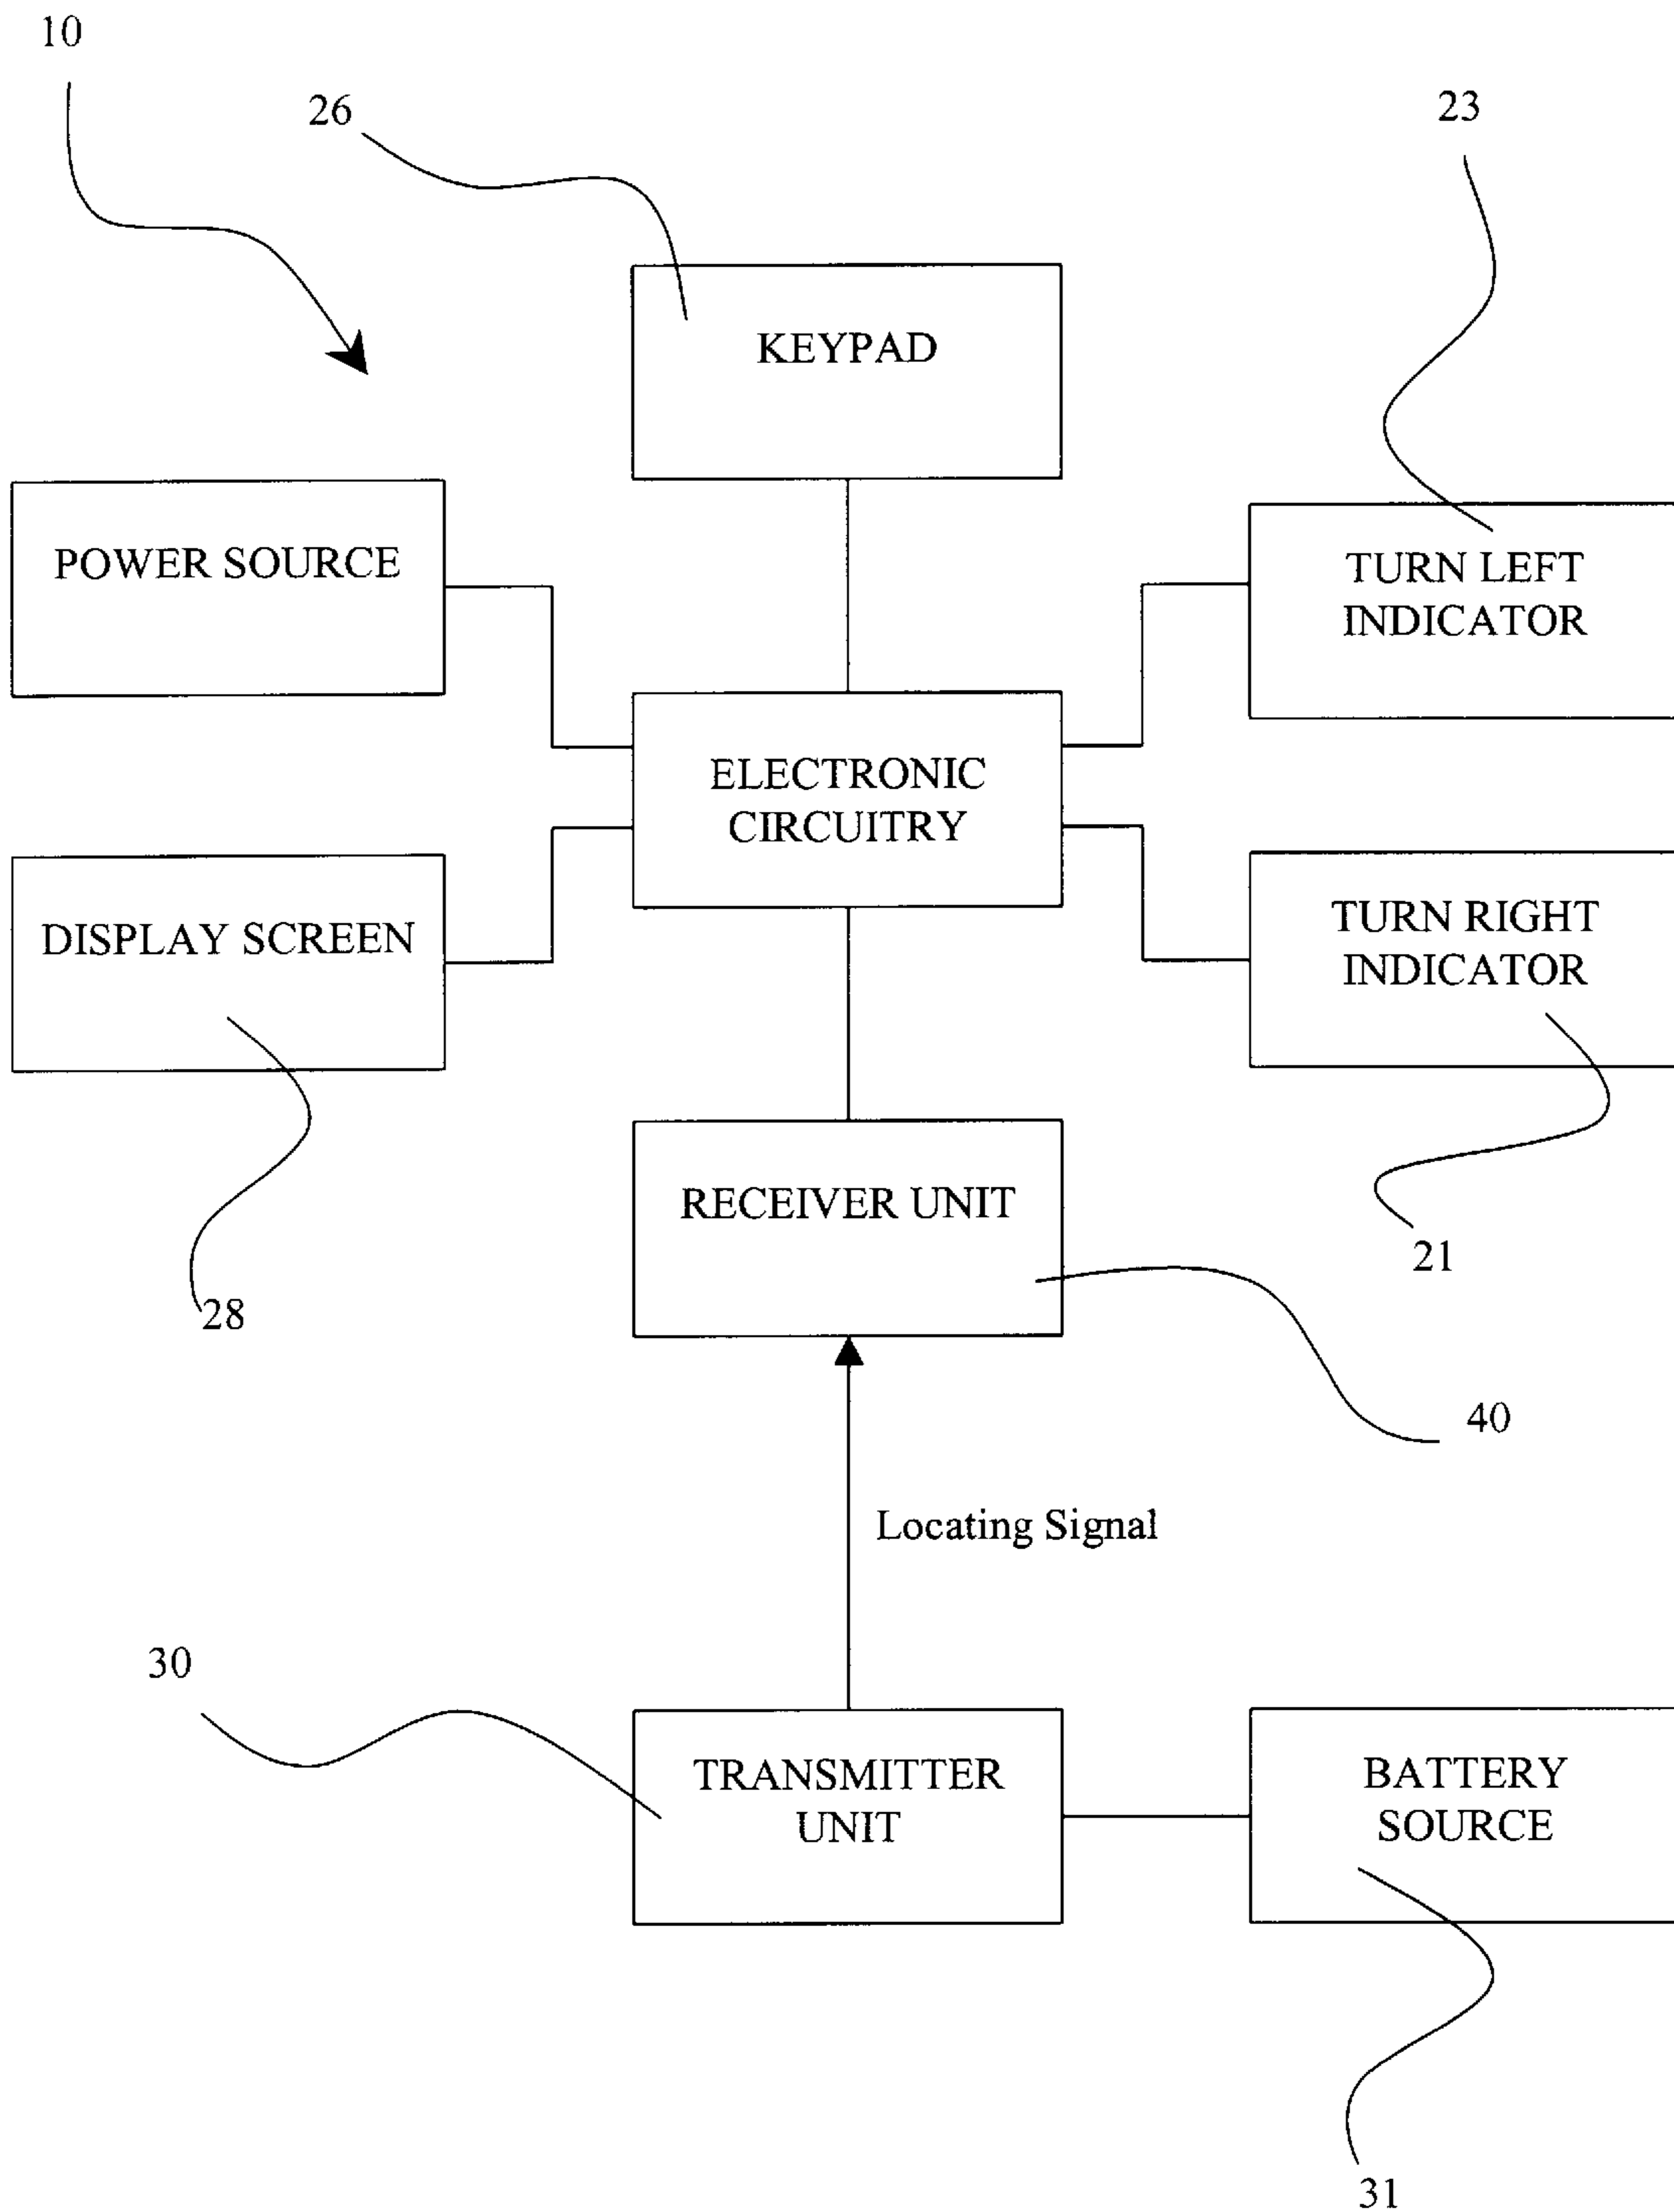 10
26
23
KEYPAD
POWER SOURCE
TURN LEFT
INDICATOR
ELECTRONIC
CIRCUITRY
DISPLAY SCREEN
TURN RIGHT
INDICATOR
RECEIVER UNIT
21
28
40
Locating Signal
30
TRANSMITTER
UNIT
BATTERY
SOURCE
31